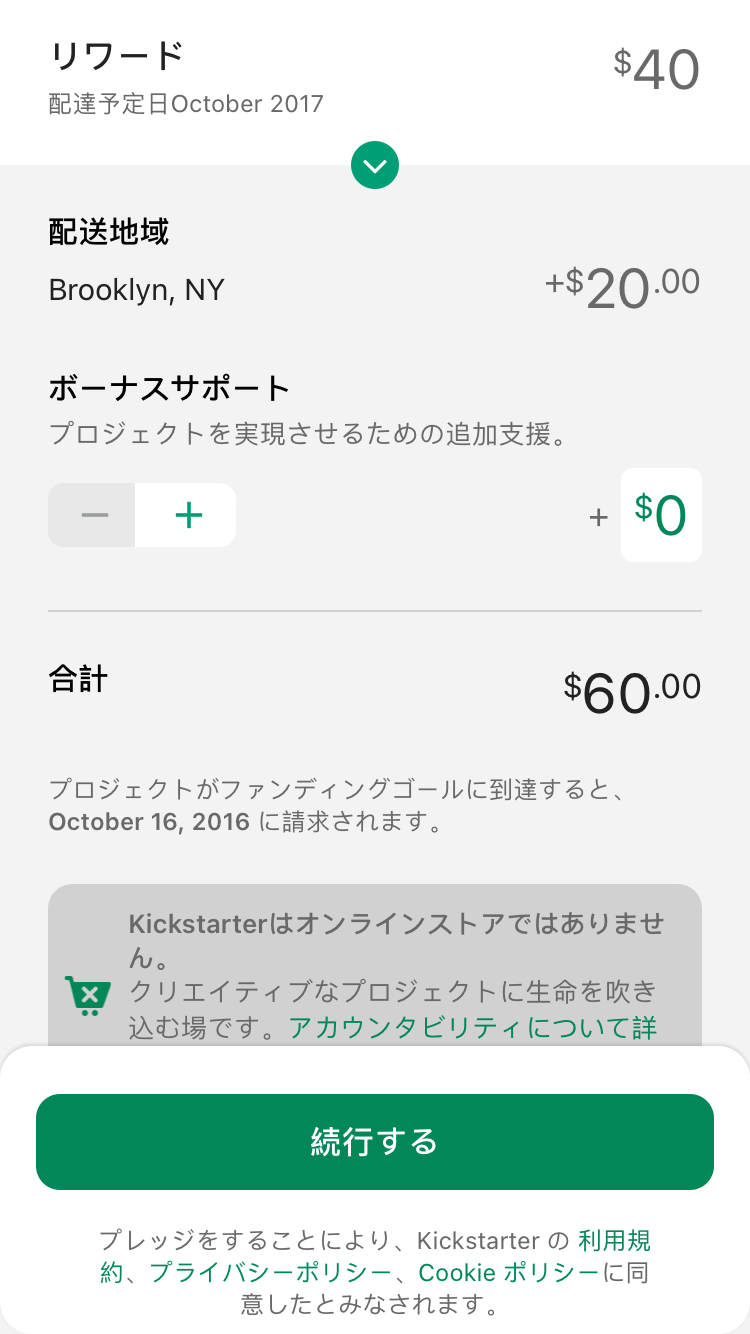 リワード
$40
配達予定日October 2017
配送地域
Brooklyn, NY
+$20.00
ボーナスサポート
プロジェクトを実現させるための追加支援。
− +
+ $0
合計
$60.00
プロジェクトがファンディングゴールに到達すると、
October 16, 2016 に請求されます。
Kickstarterはオンラインストアではありませ
ん。
クリエイティブなプロジェクトに生命を吹き
込む場です。アカウンタビリティについて詳
続行する
プレッジをすることにより、Kickstarter の 利用規
約、プライバシーポリシー、Cookie ポリシーに同
意したとみなされます。